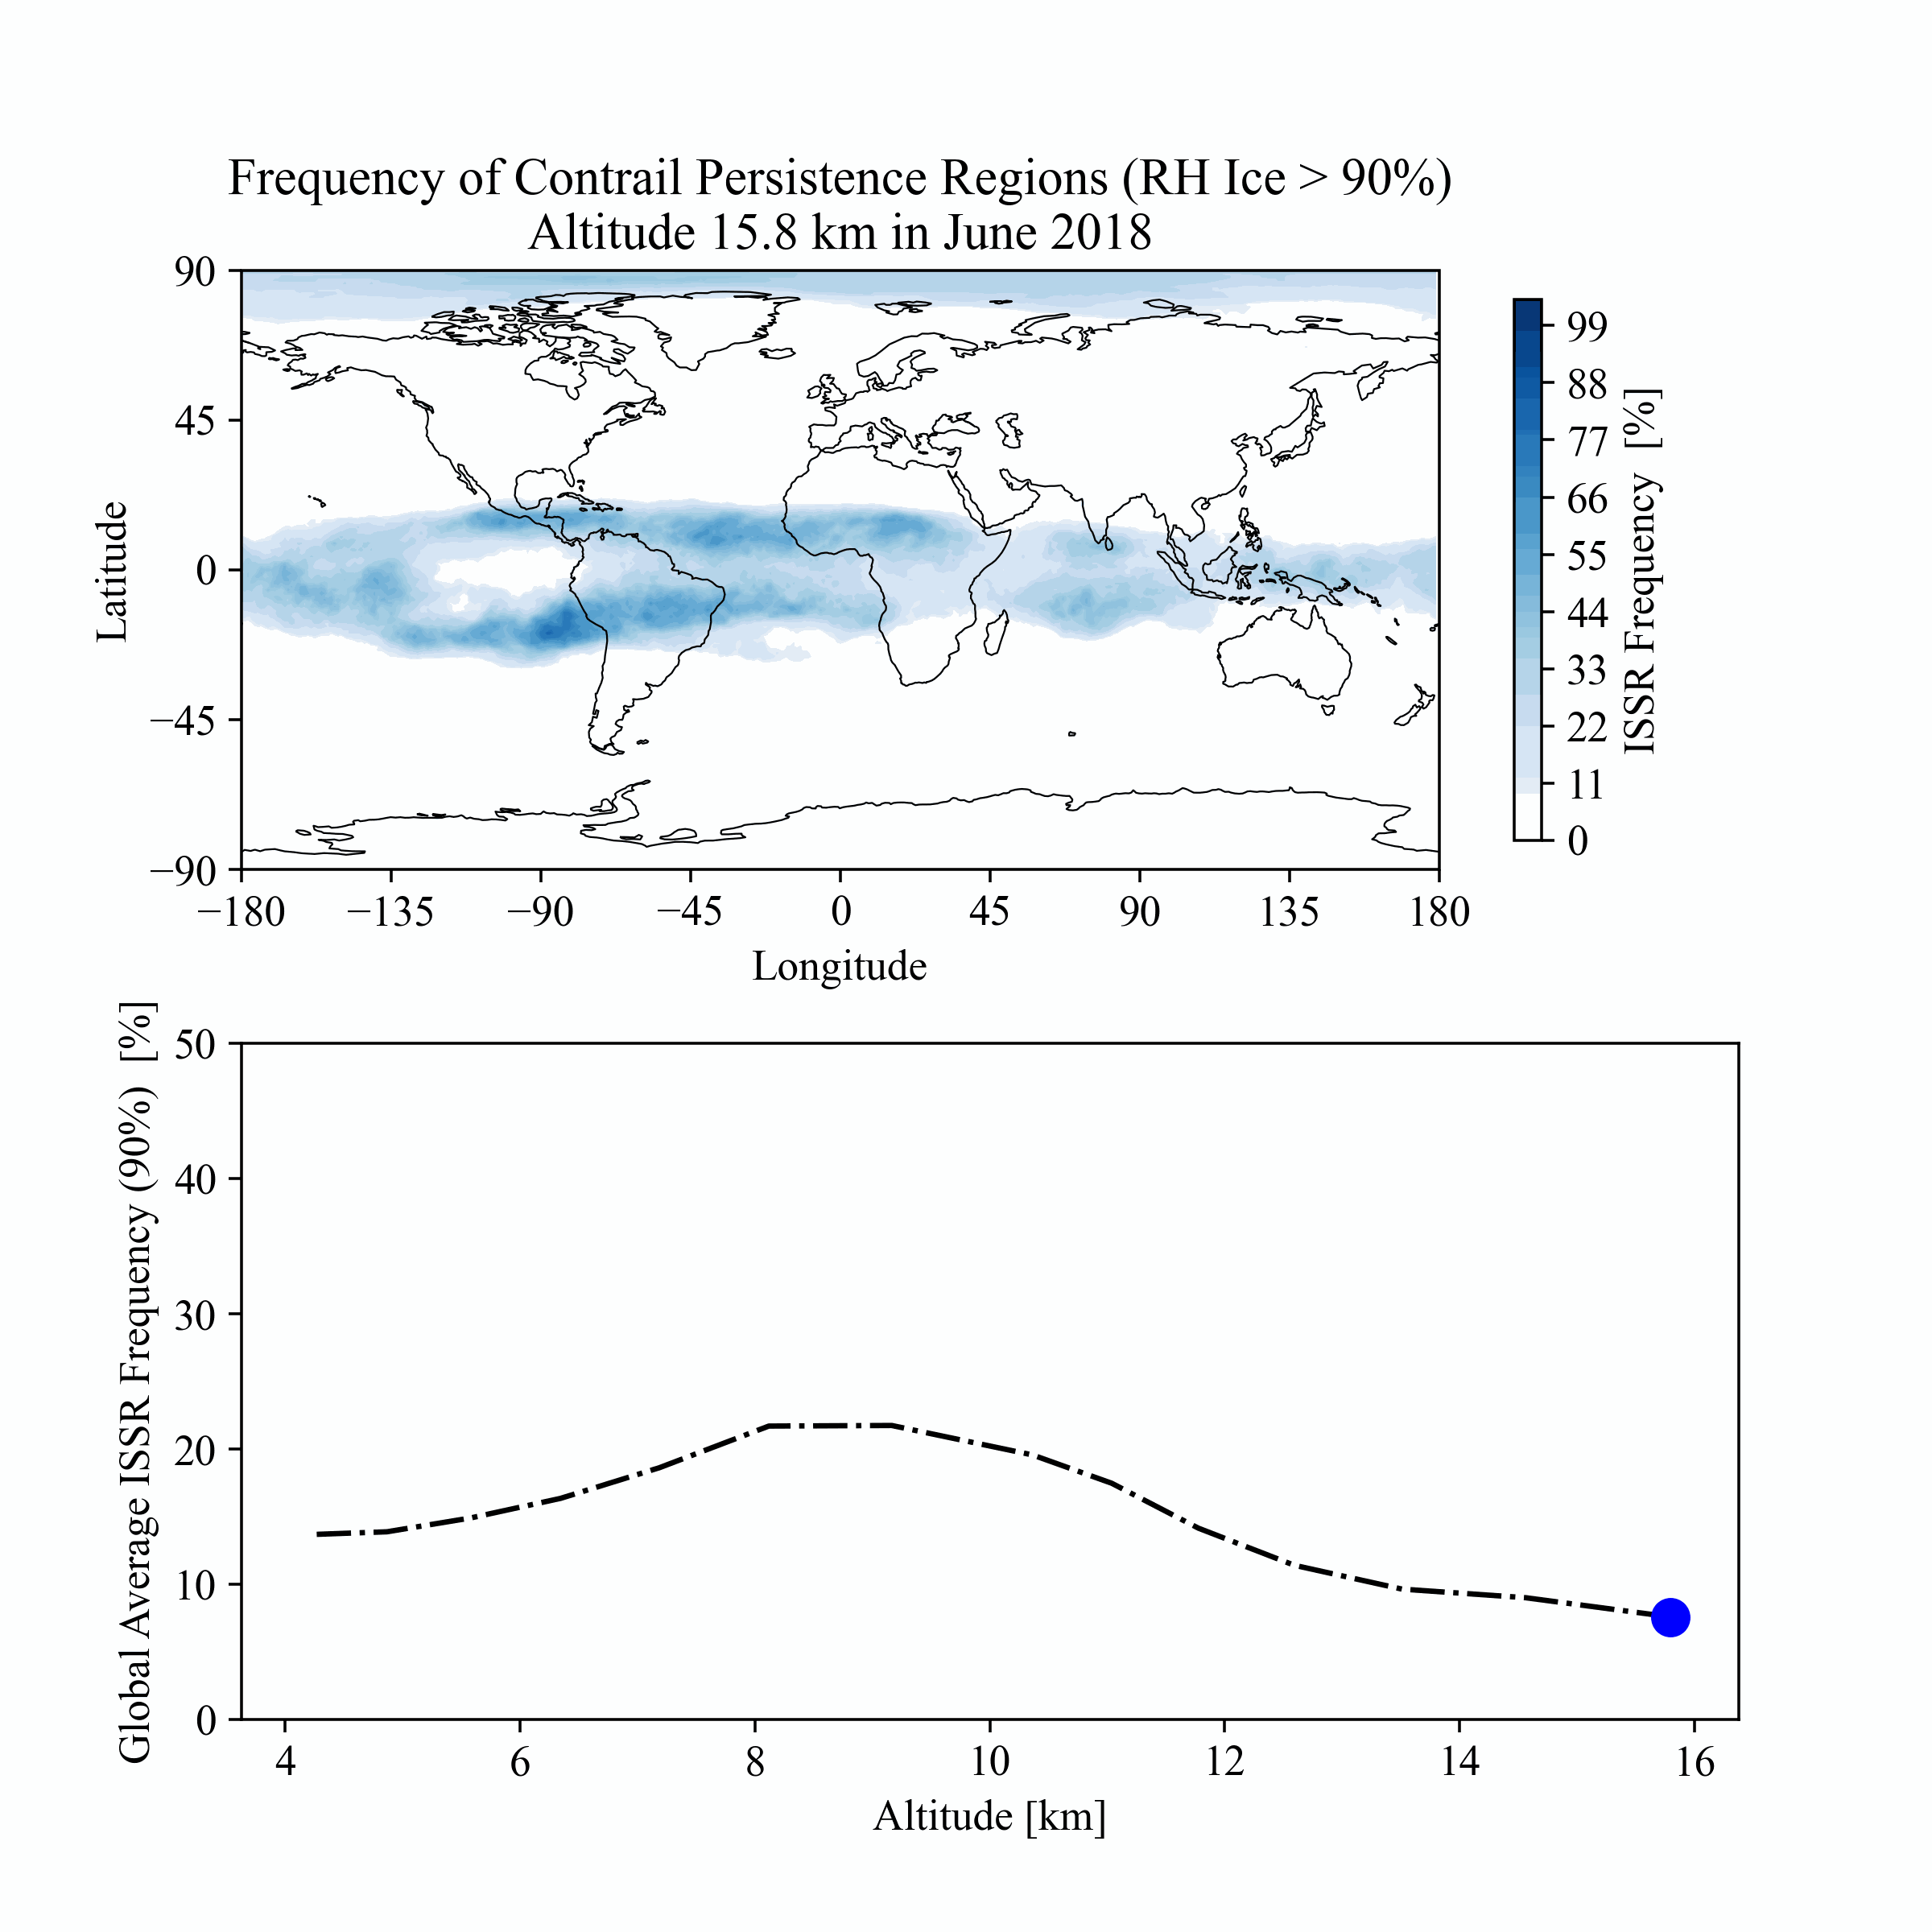 Frequency of Contrail Persistence Regions (RH Ice > 90%)
Altitude 15.8 km in June 2018
90
45
0
−45
−90
Latitude
−180 −135 −90 −45 0 45 90 135 180
Longitude
99
88
77
66
55
44
33
22
11
0
ISSR Frequency [%]
50
40
30
20
10
0
Global Average ISSR Frequency (90%) [%]
4 6 8 10 12 14 16
Altitude [km]